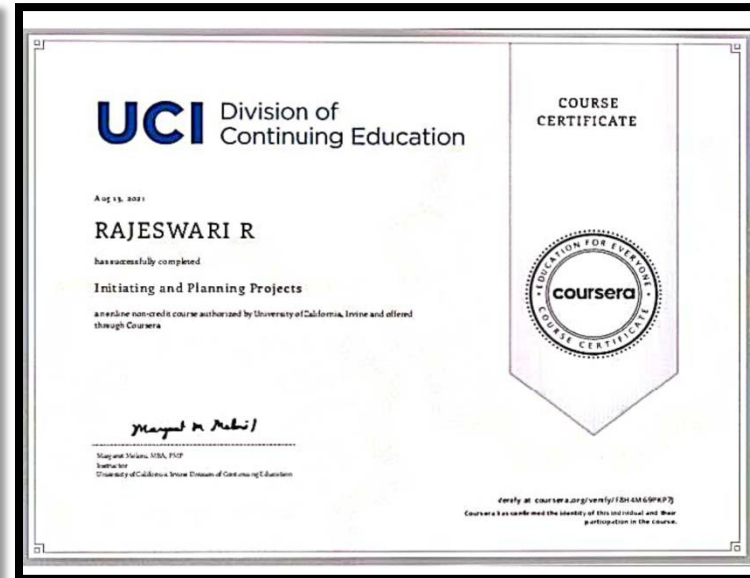 UCI Division of
Continuing Education
COURSE
CERTIFICATE
Aug 13, 2021
RAJESWARI R
has successfully completed
Initiating and Planning Projects
an online non-credit course authorized by University of California, Irvine and offered
through Coursera
EDUCATION FOR EVERYONE
coursera
COURSE CERTIFICATE
Margaret Meloni, MBA, PMP
Instructor
University of California, Irvine Division of Continuing Education
Verify at coursera.org/verify/
Coursera has confirmed the identity of this individual and their
participation in the course.